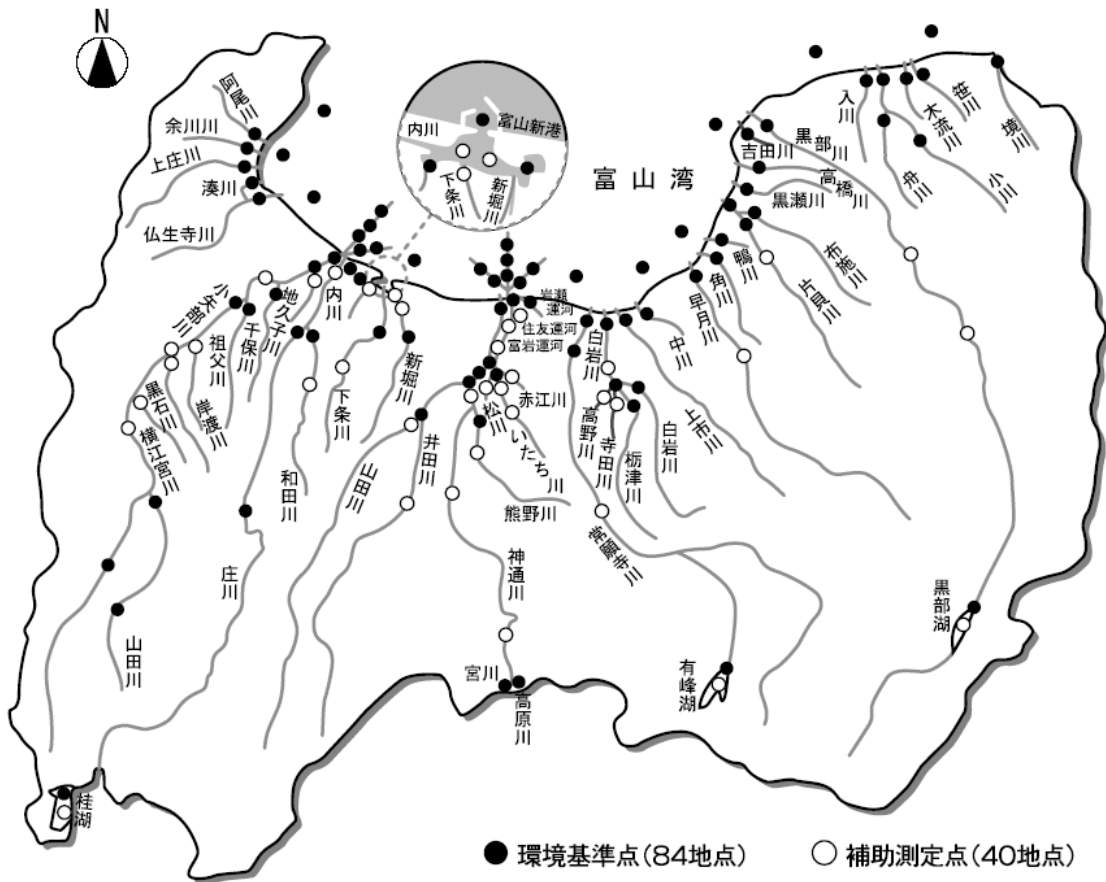 N
阿尾川
余川川
上庄川
湊川
仏生寺川
内川
富山新港
下条川
新堀川
富山湾
入川
木流川
笹川
境川
舟川
小川
吉田川
黒部川
高橋川
黒瀬川
布施川
片貝川
鴨川
角川
早月川
中川
小矢部川
祖父川
千保川
地久子川
内川
黒石川
岸渡川
横江宮川
山田川
庄川
和田川
下条川
新堀川
山田川
井田川
岩瀬
運河
住友運河
富岩運河
松川
赤江川
いたち川
熊野川
神通川
宮川
高原川
白岩川
高野川
寺田川
栃津川
白岩川
上市川
常願寺川
有峰湖
黒部湖
桂湖
環境基準点(84地点)
補助測定点(40地点)